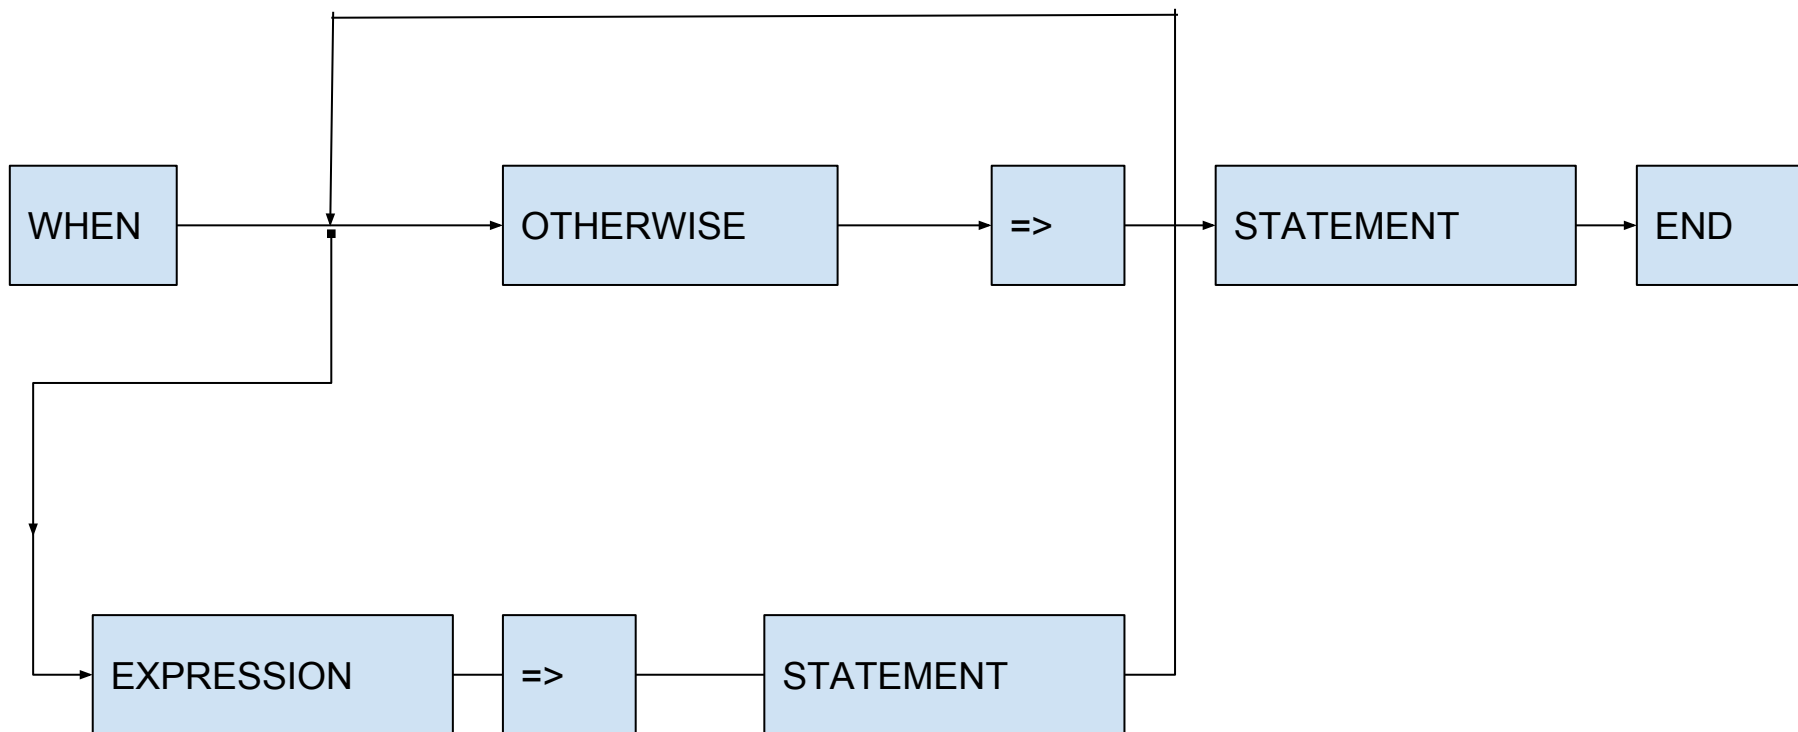 WHEN
OTHERWISE
=>
STATEMENT
END
EXPRESSION
=>
STATEMENT